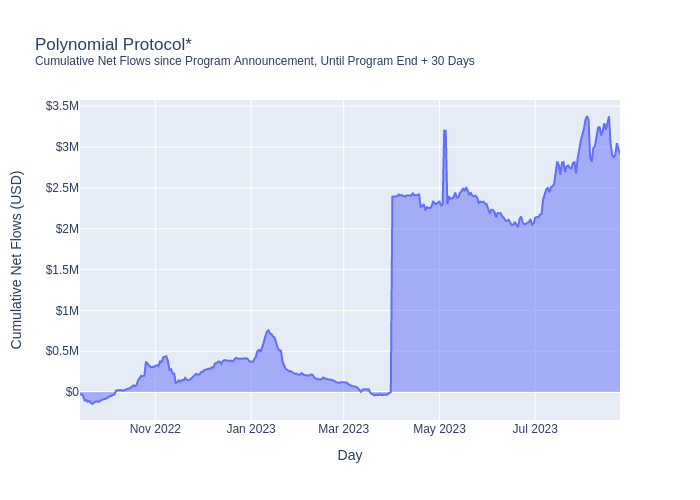 Polynomial Protocol*
Cumulative Net Flows since Program Announcement, Until Program End + 30 Days
Cumulative Net Flows (USD)
$3.5M
$3M
$2.5M
$2M
$1.5M
$1M
$0.5M
$0
Nov 2022
Jan 2023
Mar 2023
May 2023
Jul 2023
Day